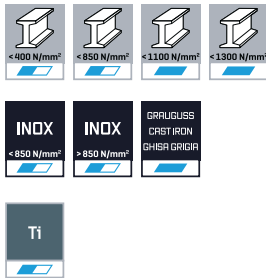 <400 N/mm²
<850 N/mm²
<1100 N/mm²
<1300 N/mm²
INOX
<850 N/mm²
INOX
>850 N/mm²
GRAUGUSS
CAST IRON
GHISA GRIGIA
Ti